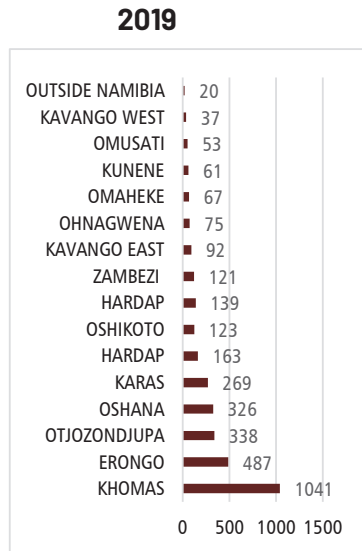 2019
OUTSIDE NAMIBIA 20
KAVANGO WEST 37
OMUSATI 53
KUNENE 61
OMAHEKE 67
OHNAGWENA 75
KAVANGO EAST 92
ZAMBEZI 121
HARDAP 139
OSHIKOTO 123
HARDAP 163
KARAS 269
OSHANA 326
OTJOZONDJUPA 338
ERONGO 487
KHOMAS 1041
0 500 1000 1500